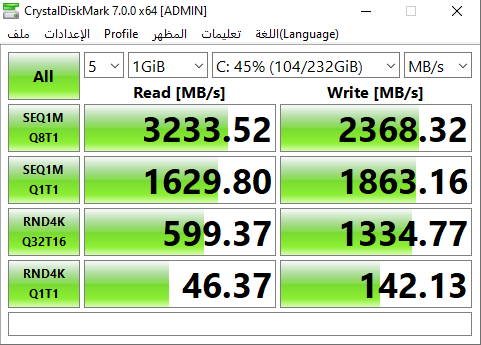 CrystalDiskMark 7.0.0 x64 [ADMIN]
ملف الإعدادات Profile المظهر تعليمات اللغة(Language)
All 5 1GiB C: 45% (104/232GiB) MB/s
Read [MB/s] Write [MB/s]
SEQ1M Q8T1 3233.52 2368.32
SEQ1M Q1T1 1629.80 1863.16
RND4K Q32T16 599.37 1334.77
RND4K Q1T1 46.37 142.13